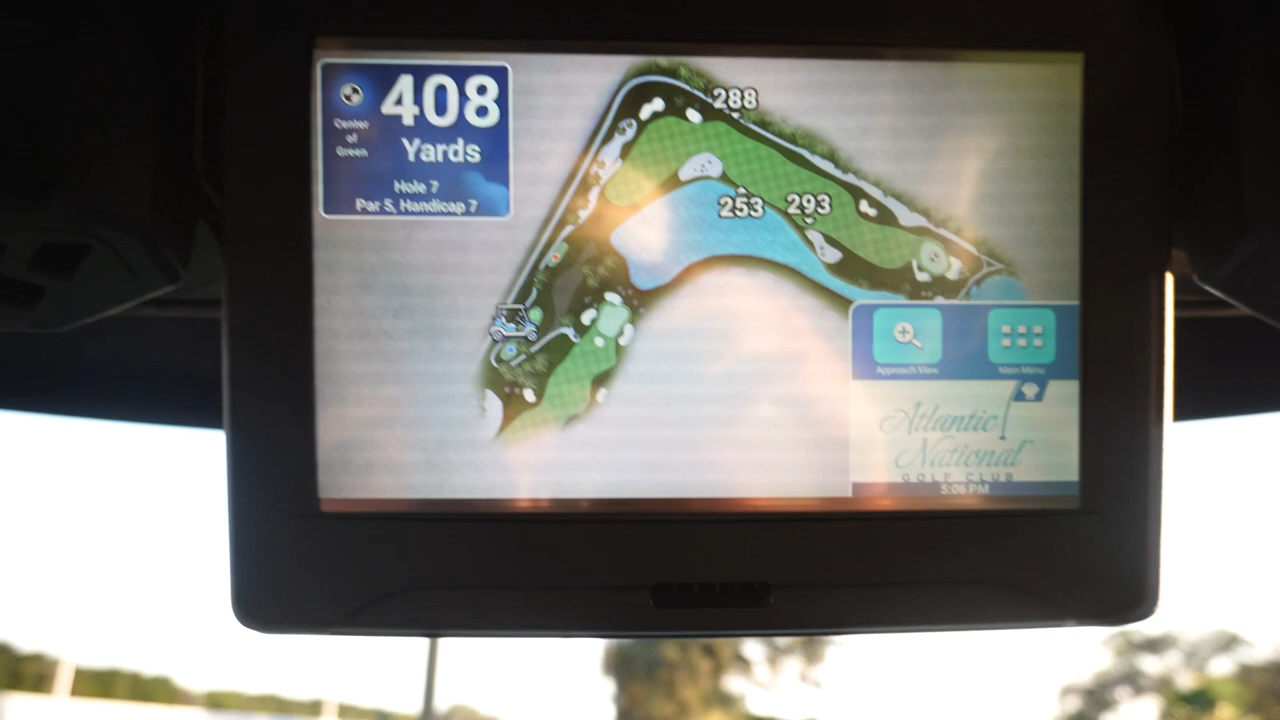 408
Yards
Center
of
Green
Hole 7
Par 5, Handicap 7
288
253
293
Approach View
Main Menu
Atlantic
National
GOLF CLUB
5:06 PM